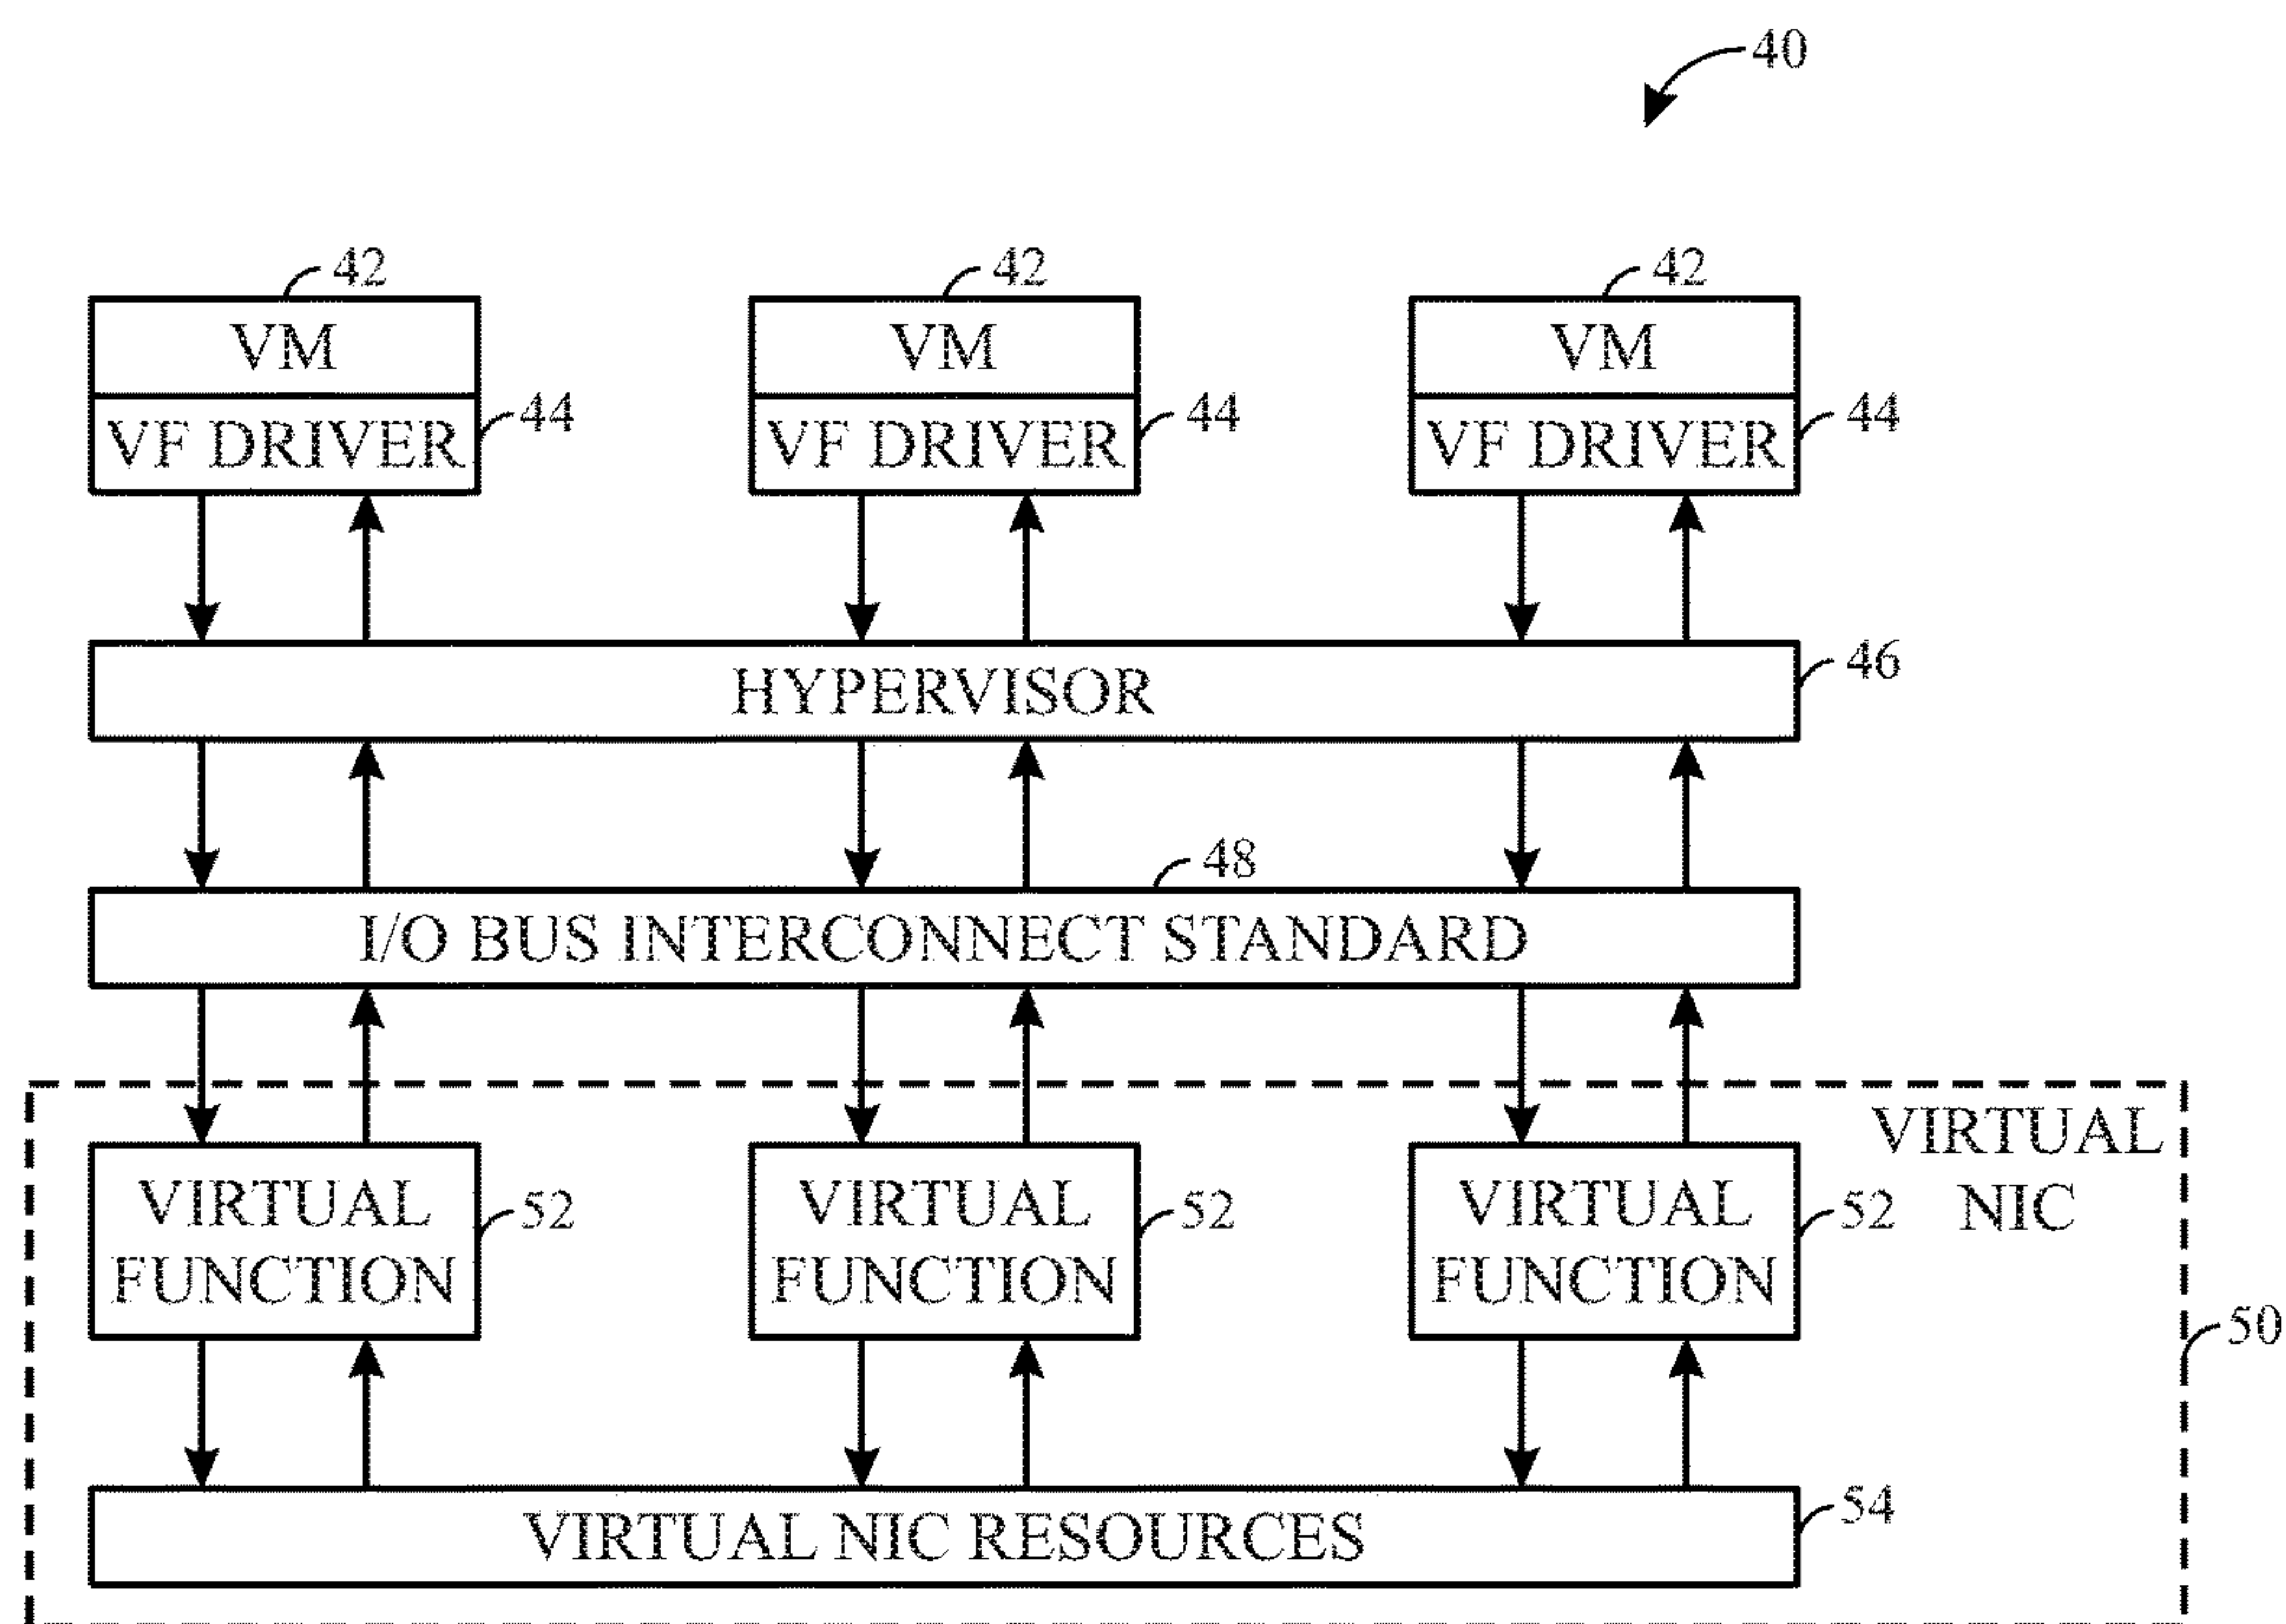 40
42 42 42
VM VM VM
44 44 44
VF DRIVER VF DRIVER VF DRIVER
46
HYPERVISOR
48
I/O BUS INTERCONNECT STANDARD
VIRTUAL
NIC
VIRTUAL VIRTUAL VIRTUAL
52 52 52
FUNCTION FUNCTION FUNCTION
50
54
VIRTUAL NIC RESOURCES